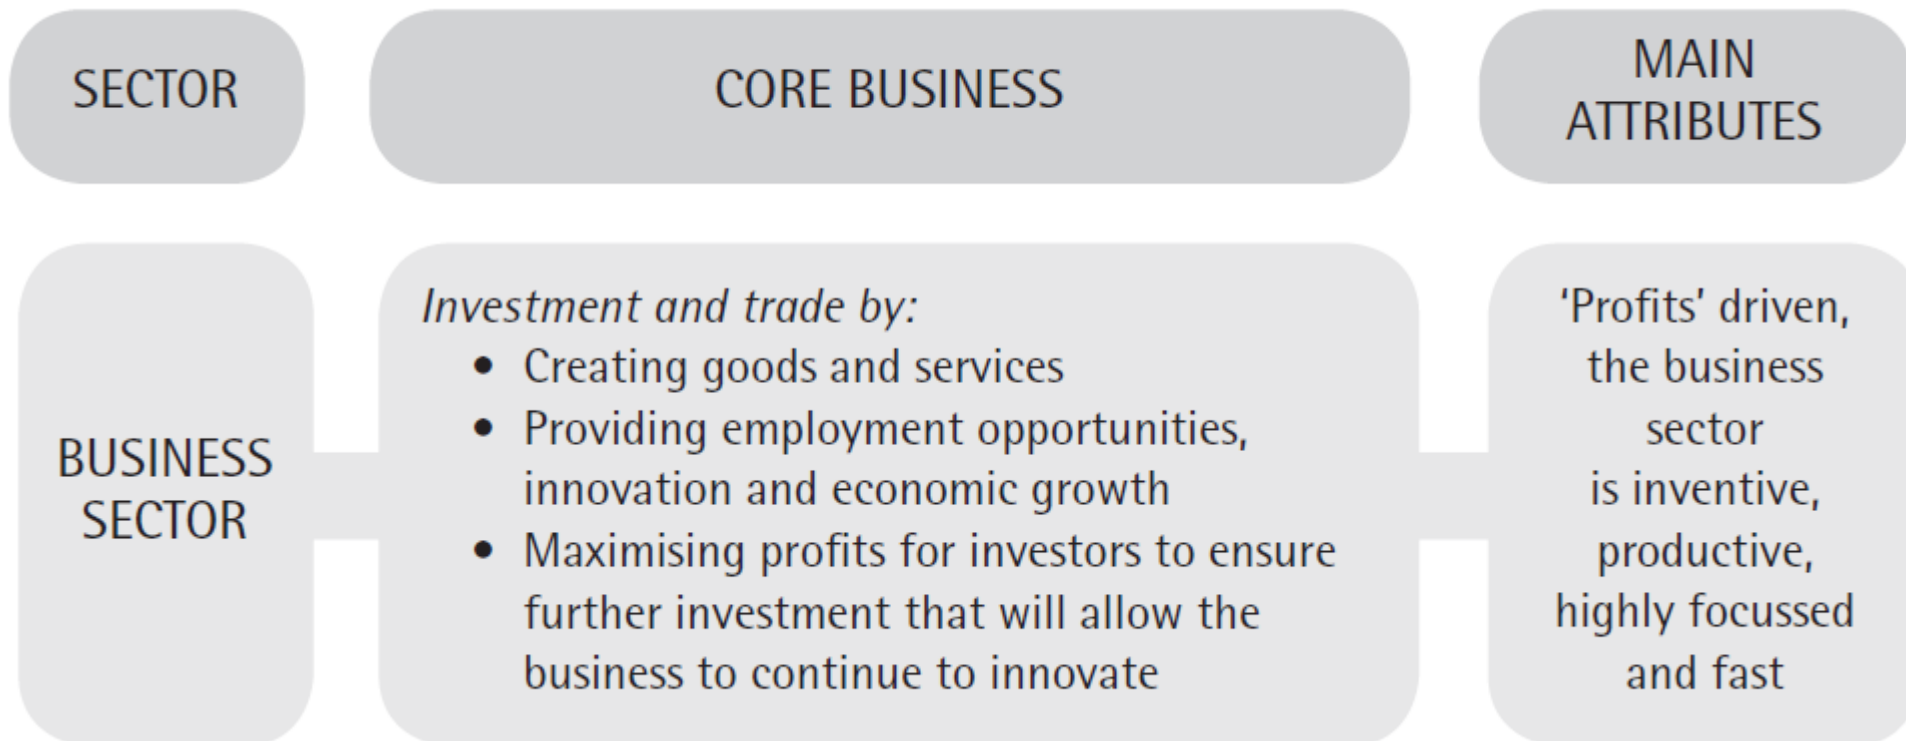 SECTOR
CORE BUSINESS
MAIN
ATTRIBUTES
BUSINESS
SECTOR
Investment and trade by:
• Creating goods and services
• Providing employment opportunities,
innovation and economic growth
• Maximising profits for investors to ensure
further investment that will allow the
business to continue to innovate
‘Profits’ driven,
the business
sector
is inventive,
productive,
highly focussed
and fast